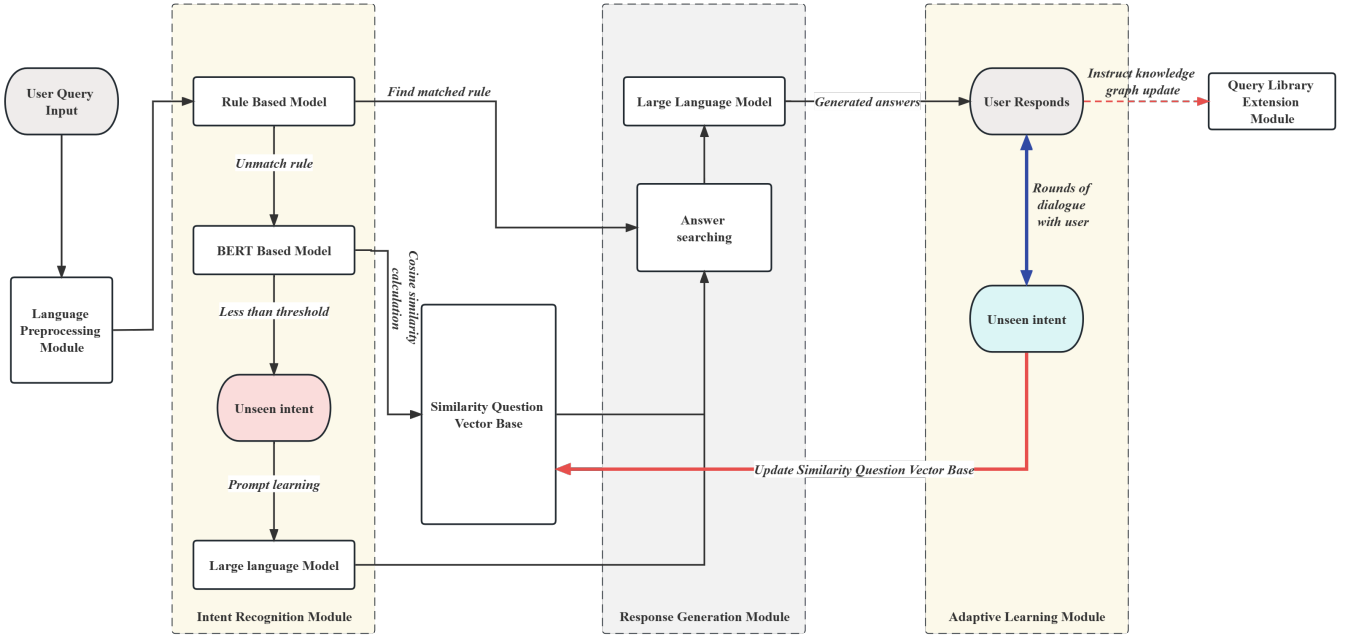 User Query
Input
Language
Preprocessing
Module
Rule Based Model
Find matched rule
Unmatch rule
BERT Based Model
Cosine similarity
calculation
Less than threshold
Unseen intent
Prompt learning
Large language Model
Intent Recognition Module
Similarity Question
Vector Base
Large Language Model
Answer
searching
Response Generation Module
Generated answers
User Responds
Instruct knowledge
graph update
Query Library
Extension
Module
Rounds of
dialogue
with user
Unseen intent
Update Similarity Question Vector Base
Adaptive Learning Module